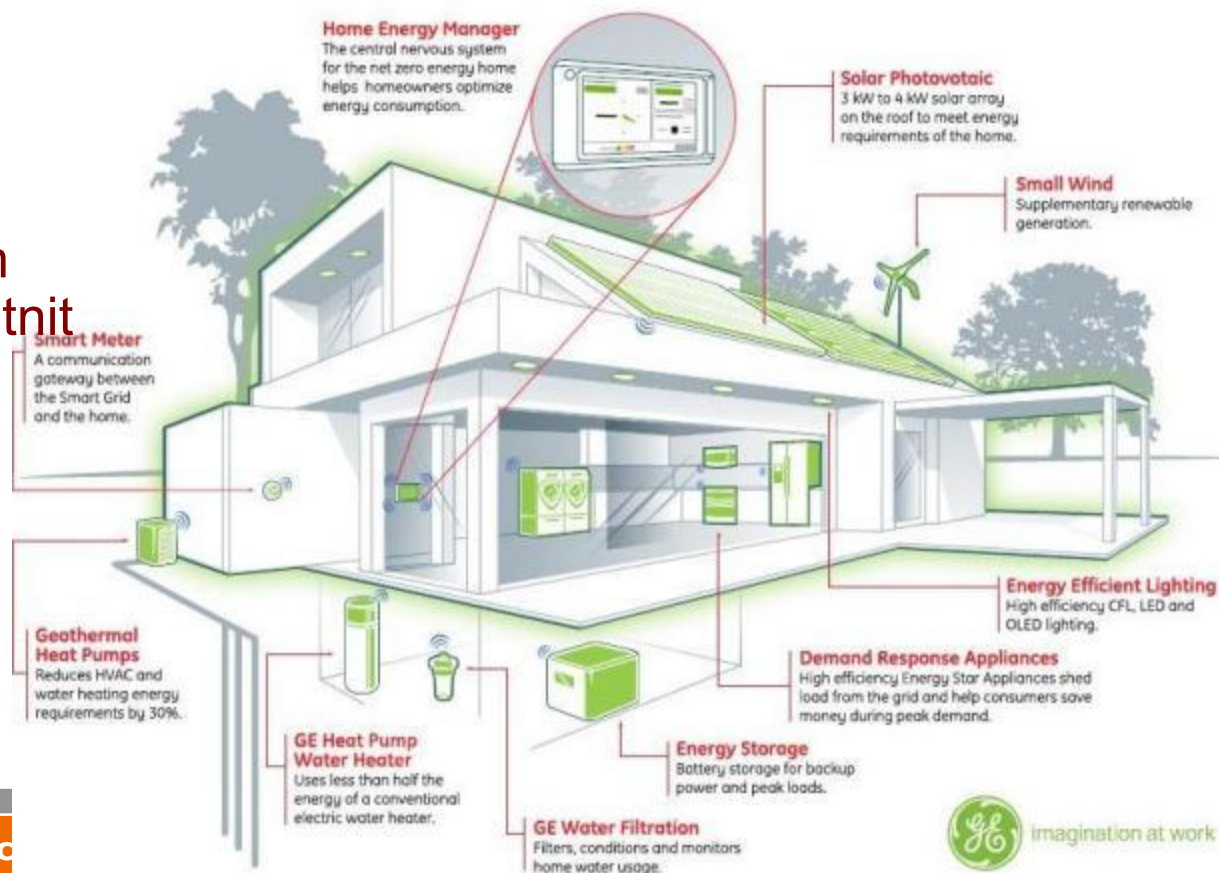 Home Energy Manager
The central nervous system
for the net zero energy home
helps homeowners optimize
energy consumption.
Solar Photovotaic
3 kW to 4 kW solar array
on the roof to meet energy
requirements of the home.
Small Wind
Supplementary renewable
generation.
tnit
Smart Meter
A communication
gateway between
the Smart Grid
and the home.
Energy Efficient Lighting
High efficiency CFL, LED and
OLED lighting.
Geothermal
Heat Pumps
Reduces HVAC and
water heating energy
requirements by 30%.
Demand Response Appliances
High efficiency Energy Star Appliances shed
load from the grid and help consumers save
money during peak demand.
GE Heat Pump
Water Heater
Uses less than half the
energy of a conventional
electric water heater.
Energy Storage
Battery storage for backup
power and peak loads.
GE Water Filtration
Filters, conditions and monitors
home water usage.
GE
imagination at work